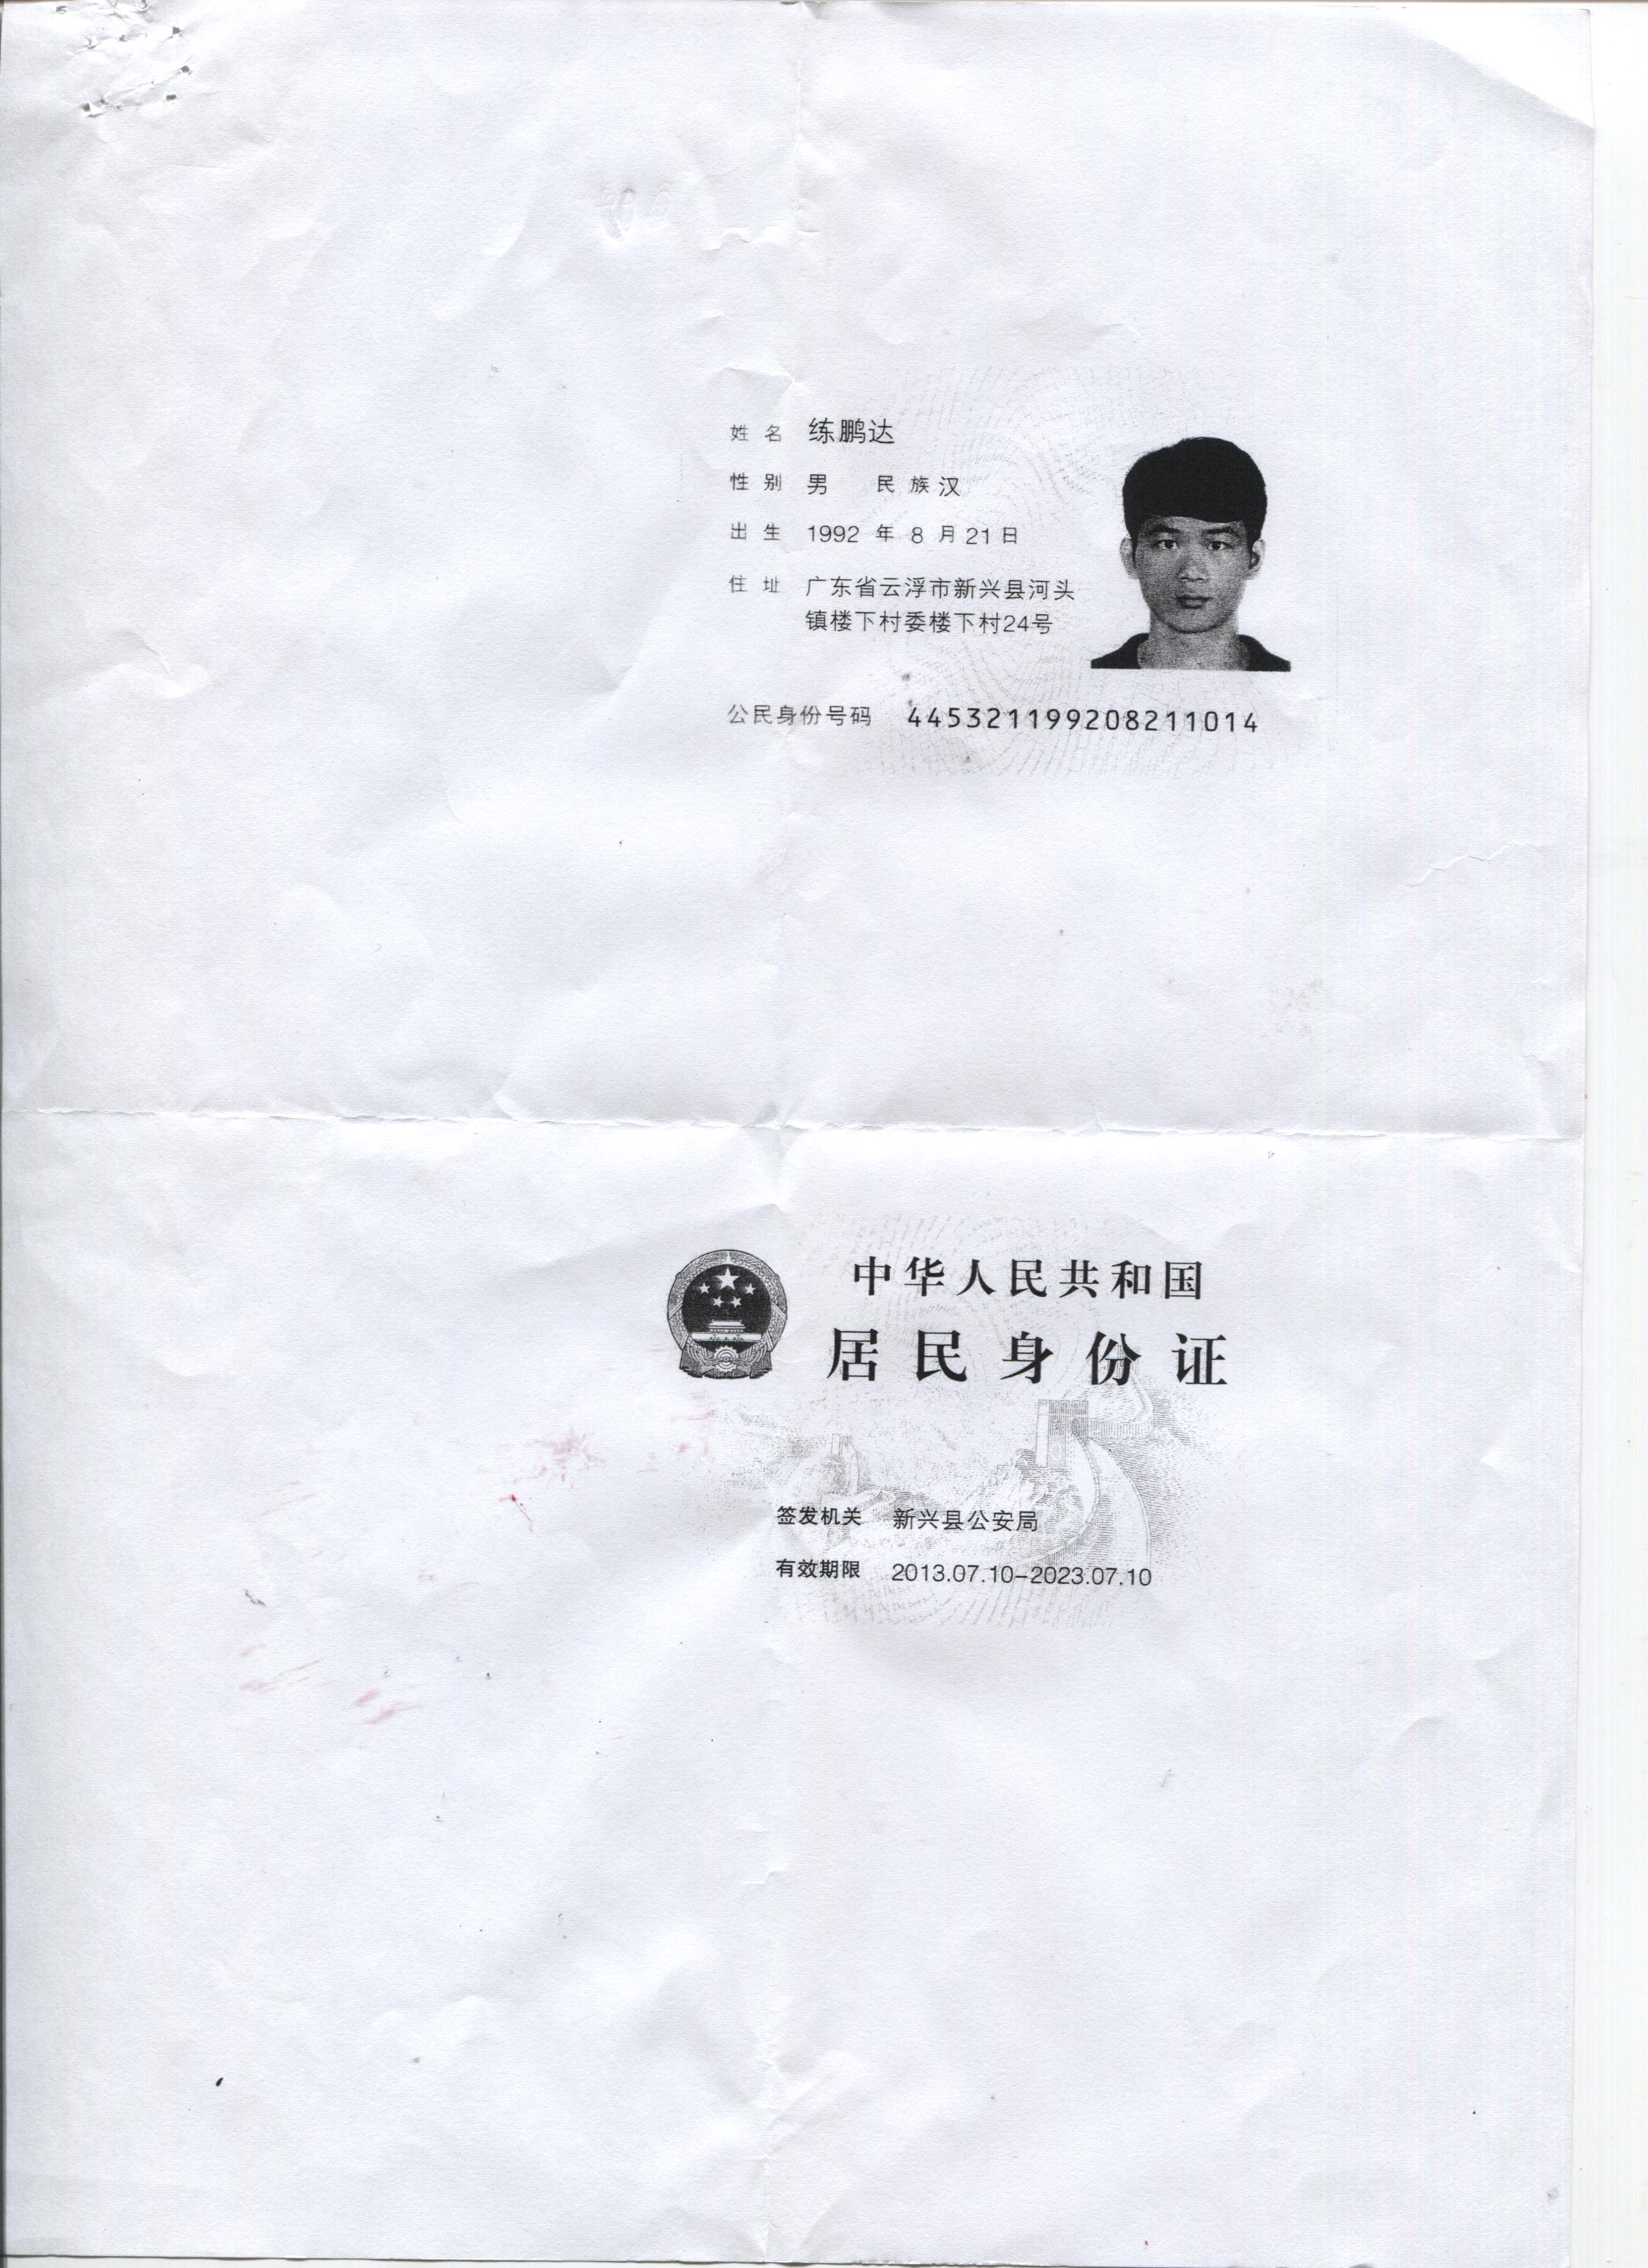 姓名 练鹏达
性别 男 民族 汉
出生 1992 年 8 月 21 日
住址 广东省云浮市新兴县河头
镇楼下村委楼下村24号
公民身份号码 445321199208211014
中华人民共和国
居民身份证
签发机关 新兴县公安局
有效期限 2013.07.10-2023.07.10